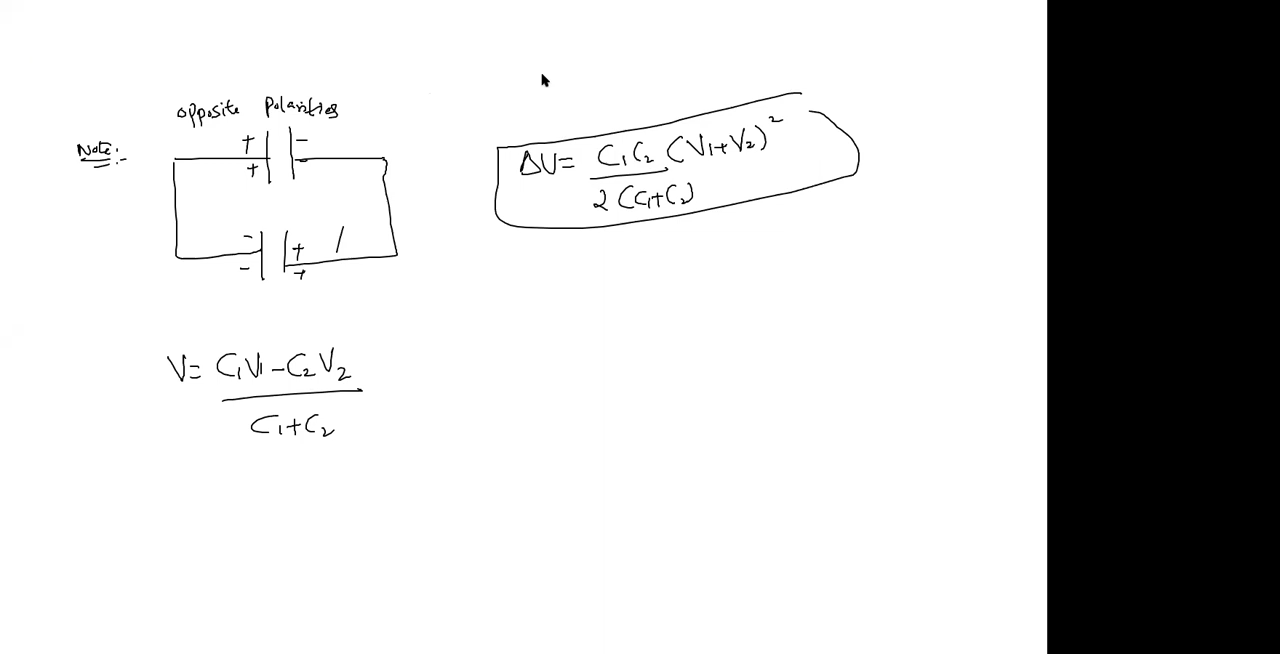 opposite polarities
Note:-
+ -
+ -
- +
- +
ΔU= C₁C₂ (V₁+V₂)²
2(C₁+C₂)
V= C₁V₁-C₂V₂
C₁+C₂